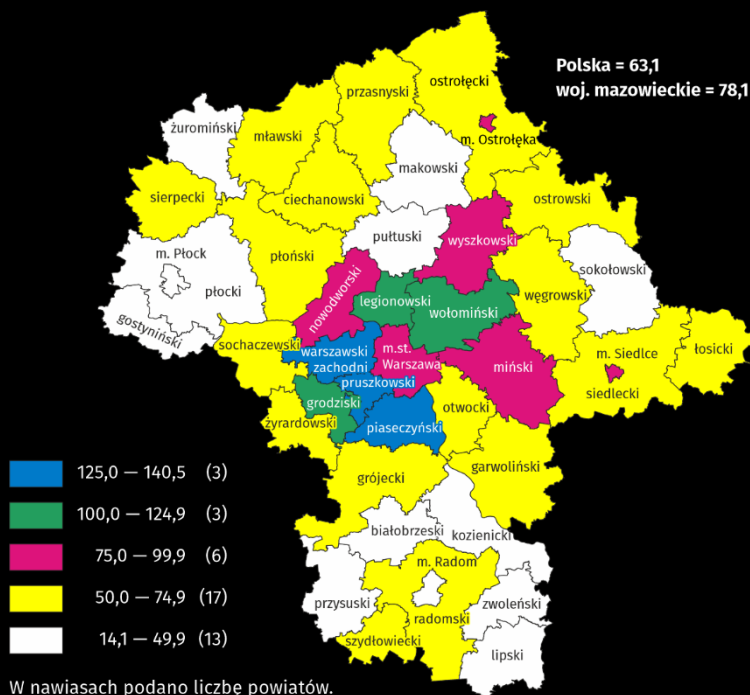 Polska = 63,1
woj. mazowieckie = 78,1
ostrołęcki
przasnyski
żuromiński
mławski
m. Ostrołęka
makowski
sierpecki
ciechanowski
ostrowski
pułtuski
wyszkowski
m. Płock
płoński
sokołowski
płocki
nowodworski
legionowski
wołomiński
węgrowski
gostyniński
sochaczewski
warszawski
zachodni
m.st.
Warszawa
miński
m. Siedlce
łosicki
pruszkowski
siedlecki
grodziski
otwocki
żyrardowski
piaseczyński
grójecki
garwoliński
białobrzeski
kozienicki
m. Radom
przysuski
zwoleński
radomski
szydłowiecki
lipski
125,0 — 140,5 (3)
100,0 — 124,9 (3)
75,0 — 99,9 (6)
50,0 — 74,9 (17)
14,1 — 49,9 (13)
W nawiasach podano liczbę powiatów.